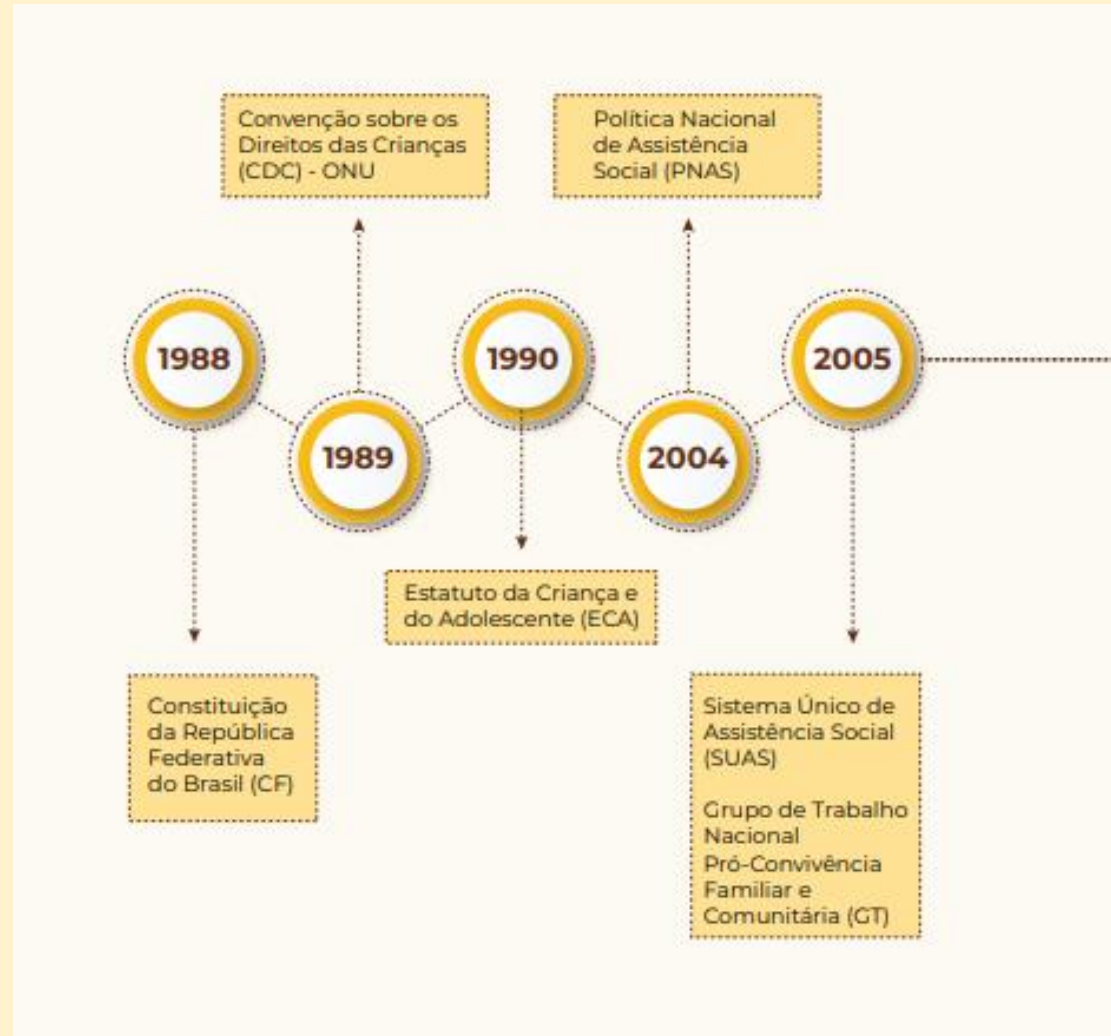 Convenção sobre os
Direitos das Crianças
(CDC) - ONU
Política Nacional
de Assistência
Social (PNAS)
1988
1989
1990
2004
2005
Estatuto da Criança e
do Adolescente (ECA)
Constituição
da República
Federativa
do Brasil (CF)
Sistema Único de
Assistência Social
(SUAS)
Grupo de Trabalho
Nacional
Pró-Convivência
Familiar e
Comunitária (GT)